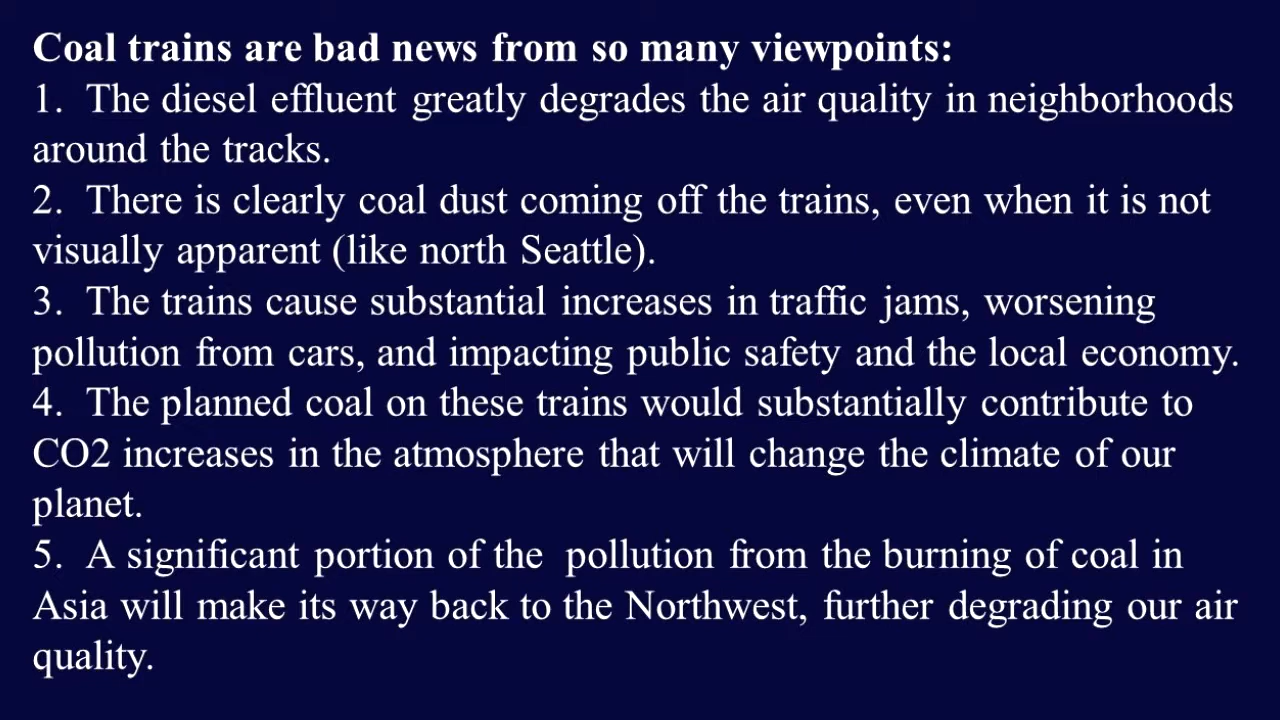 Coal trains are bad news from so many viewpoints:
1.  The diesel effluent greatly degrades the air quality in neighborhoods
around the tracks.
2.  There is clearly coal dust coming off the trains, even when it is not
visually apparent (like north Seattle).
3.  The trains cause substantial increases in traffic jams, worsening
pollution from cars, and impacting public safety and the local economy.
4.  The planned coal on these trains would substantially contribute to
CO2 increases in the atmosphere that will change the climate of our
planet.
5.  A significant portion of the  pollution from the burning of coal in
Asia will make its way back to the Northwest, further degrading our air
quality.